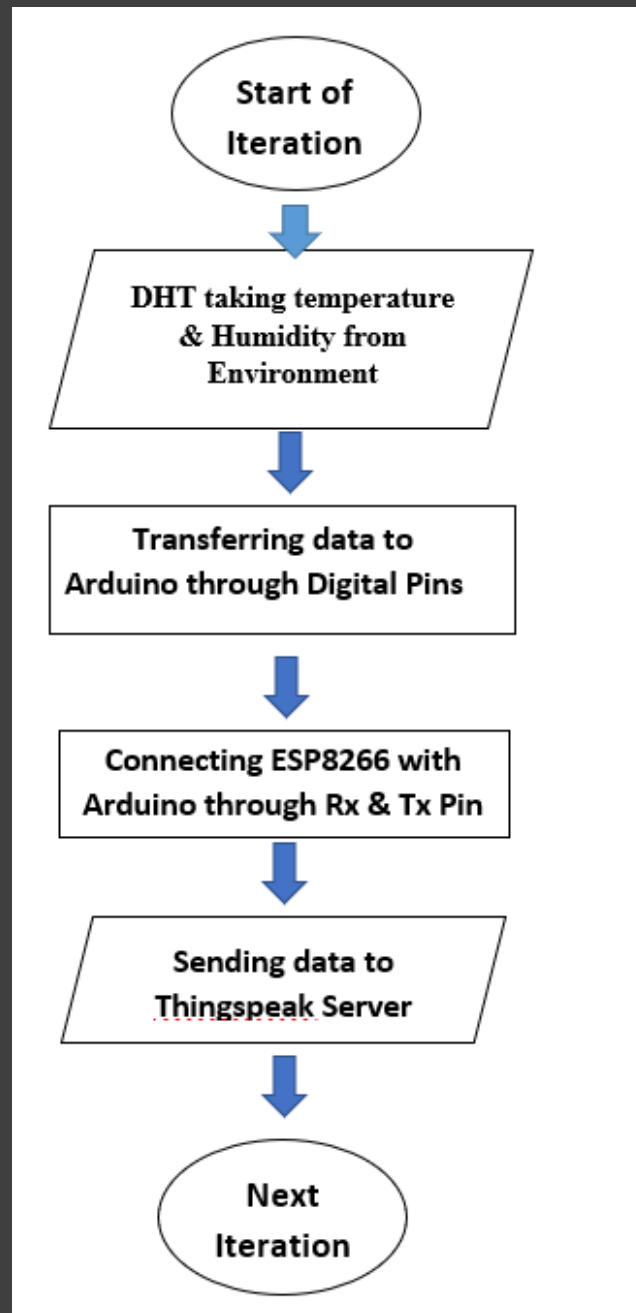 Start of
Iteration
DHT taking temperature
& Humidity from
Environment
Transferring data to
Arduino through Digital Pins
Connecting ESP8266 with
Arduino through Rx & Tx Pin
Sending data to
Thingspeak Server
Next
Iteration